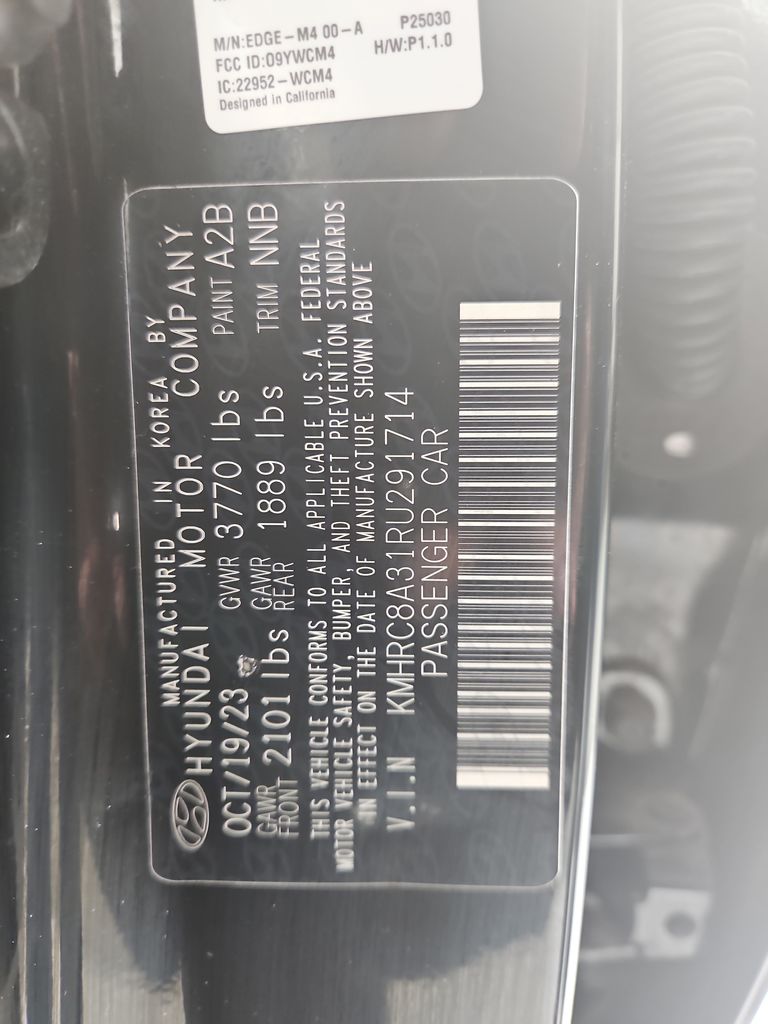 M/N:EDGE-M4 00-A P25030
FCC ID:O9YWCM4 H/W:P1.1.0
IC:22952-WCM4
Designed in California
MANUFACTURED IN KOREA BY
HYUNDAI MOTOR COMPANY
OCT/19/23 GVWR 3770 lbs PAINT A2B
GAWR FRONT 2101 lbs GAWR REAR 1889 lbs TRIM NNB
THIS VEHICLE CONFORMS TO ALL APPLICABLE U.S.A. FEDERAL
MOTOR VEHICLE SAFETY, BUMPER, AND THEFT PREVENTION STANDARDS
IN EFFECT ON THE DATE OF MANUFACTURE SHOWN ABOVE
V.I.N KMHRC8A31RU291714
PASSENGER CAR